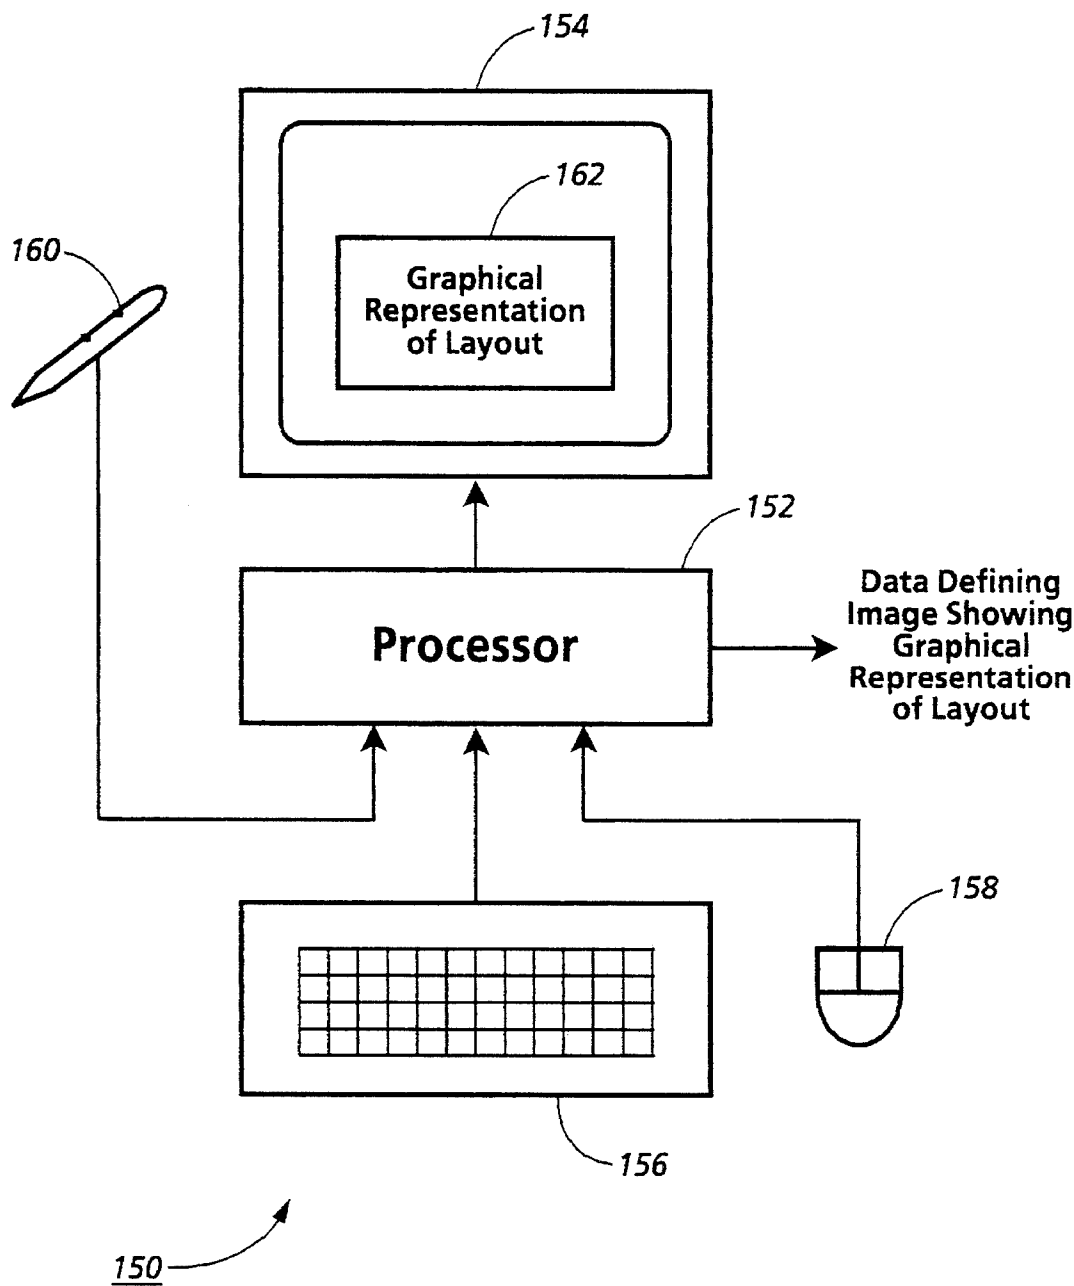 154
162
160
Graphical
Representation
of Layout
152
Processor
Data Defining
Image Showing
Graphical
Representation
of Layout
158
156
150